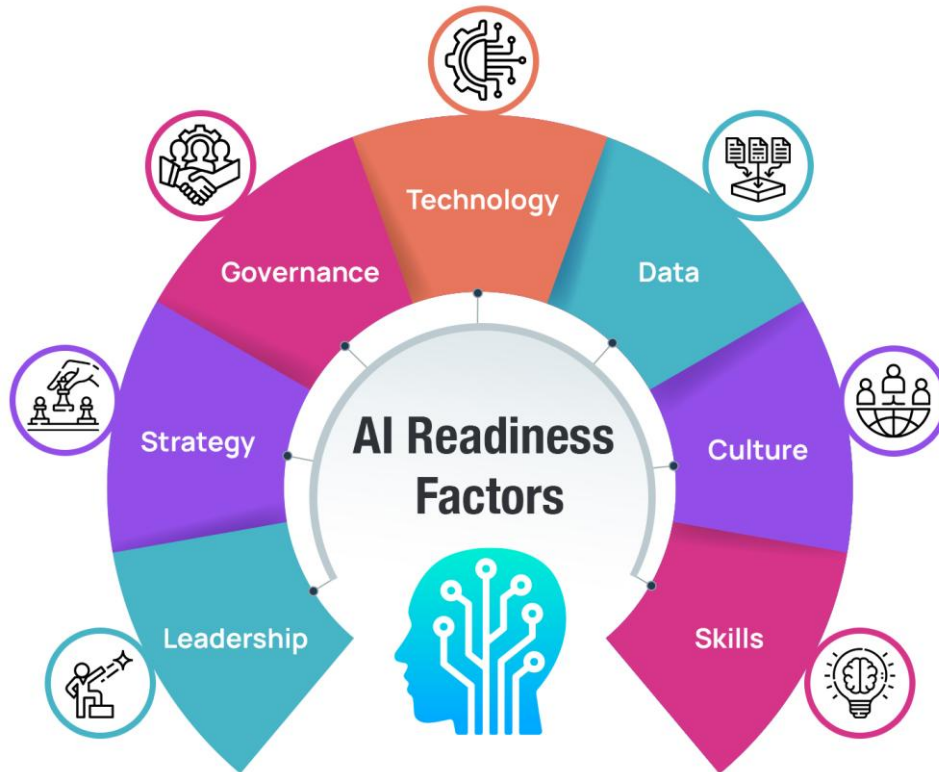 AI Readiness
Factors
Leadership
Strategy
Governance
Technology
Data
Culture
Skills